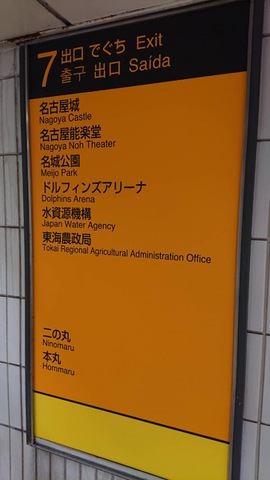 7 出口 でぐち Exit
출구 出口 Saída
名古屋城
Nagoya Castle
名古屋能楽堂
Nagoya Noh Theater
名城公園
Meijo Park
ドルフィンズアリーナ
Dolphins Arena
水資源機構
Japan Water Agency
東海農政局
Tokai Regional Agricultural Administration Office
二の丸
Ninomaru
本丸
Hommaru